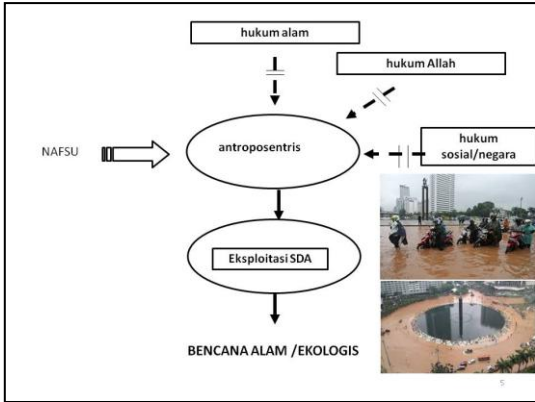 hukum alam
hukum Allah
NAFSU
antroposentris
hukum
sosial/negara
Eksploitasi SDA
BENCANA ALAM /EKOLOGIS
5